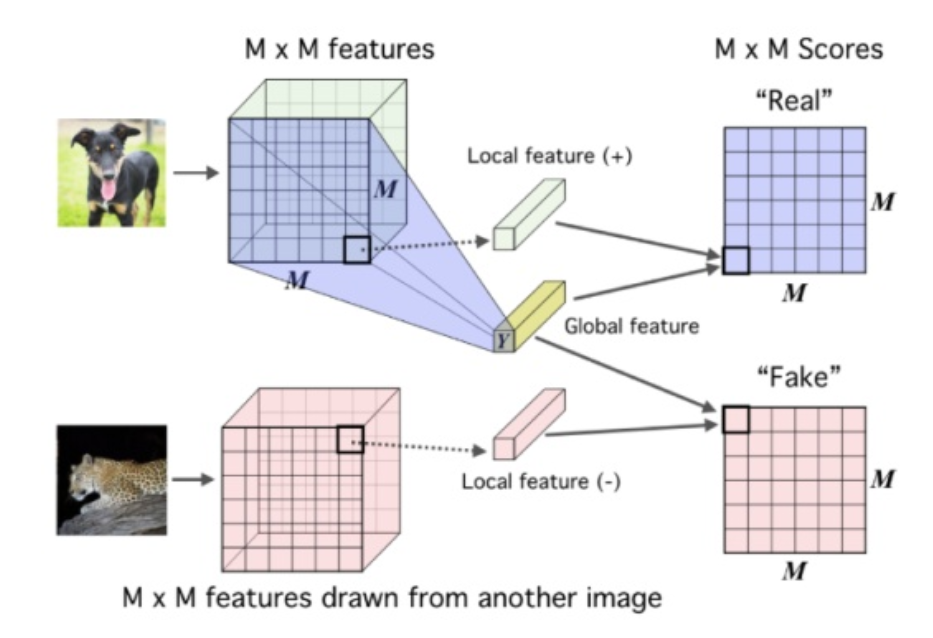 M x M features
M x M Scores
“Real”
Local feature (+)
M
M
M
M
Y
Global feature
“Fake”
Local feature (-)
M
M
M x M features drawn from another image